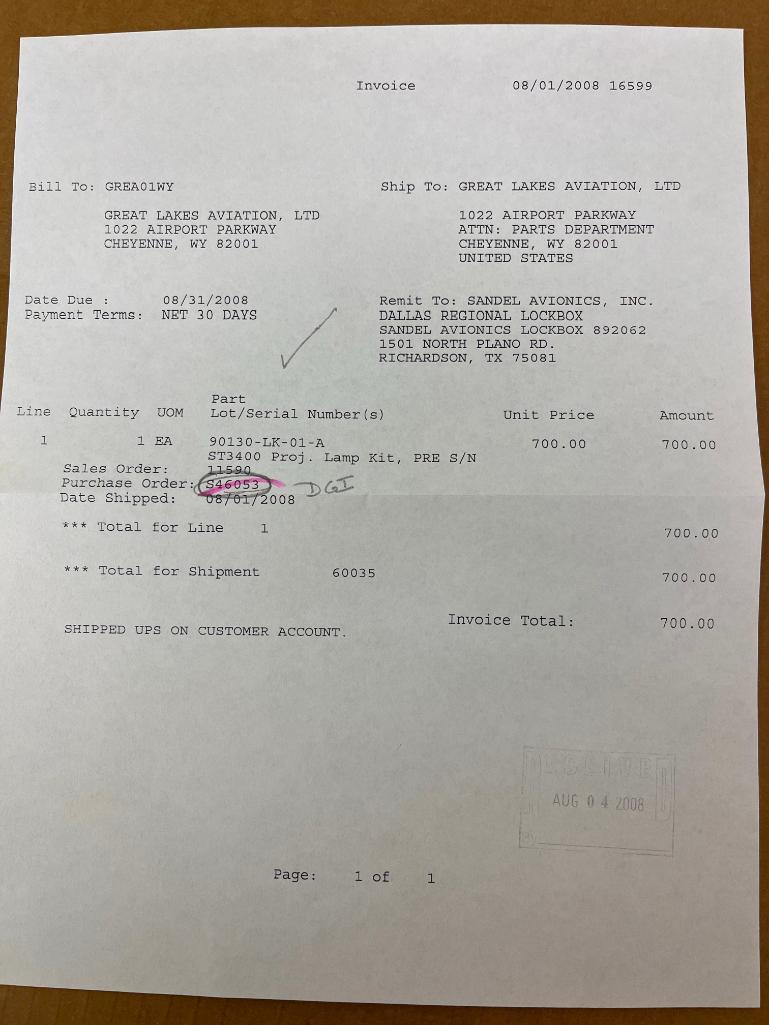 Invoice 08/01/2008 16599
Bill To: GREA01WY
Ship To: GREAT LAKES AVIATION, LTD
GREAT LAKES AVIATION, LTD
1022 AIRPORT PARKWAY
CHEYENNE, WY 82001
1022 AIRPORT PARKWAY
ATTN: PARTS DEPARTMENT
CHEYENNE, WY 82001
UNITED STATES
Date Due : 08/31/2008
Payment Terms: NET 30 DAYS
Remit To: SANDEL AVIONICS, INC.
DALLAS REGIONAL LOCKBOX
SANDEL AVIONICS LOCKBOX 892062
1501 NORTH PLANO RD.
RICHARDSON, TX 75081
Part
Line Quantity UOM Lot/Serial Number(s) Unit Price Amount
1 1 EA 90130-LK-01-A 700.00 700.00
ST3400 Proj. Lamp Kit, PRE S/N
Sales Order: 11590
Purchase Order: S46053 DGI
Date Shipped: 08/01/2008
*** Total for Line 1 700.00
*** Total for Shipment 60035 700.00
Invoice Total: 700.00
SHIPPED UPS ON CUSTOMER ACCOUNT.
RECEIVED
AUG 04 2008
Page: 1 of 1